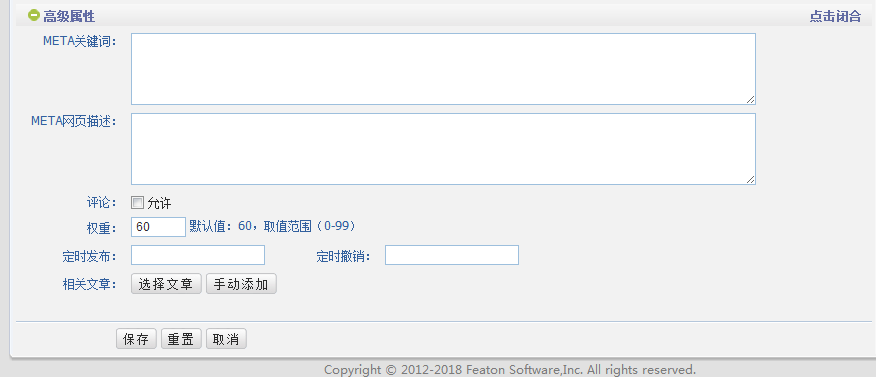 高级属性 点击闭合
META关键词：
META网页描述：
评论： 允许
权重： 60 默认值：60，取值范围（0-99）
定时发布： 定时撤销：
相关文章： 选择文章 手动添加
保存 重置 取消
Copyright © 2012-2018 Featon Software,Inc. All rights reserved.